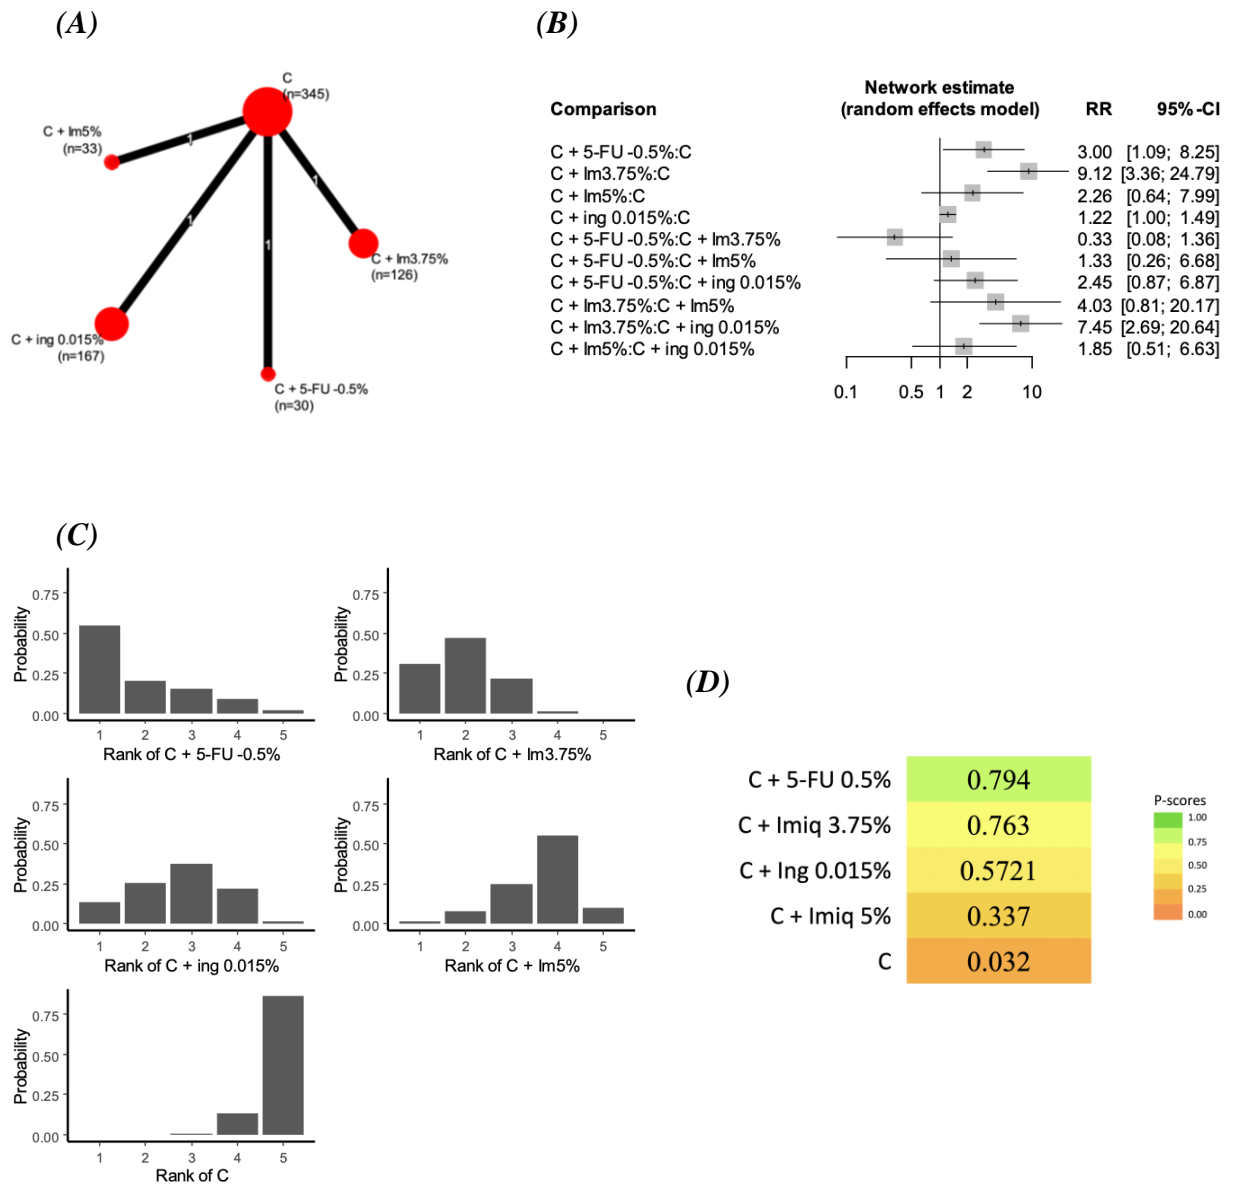 (A)
C
(n=345)
C + Im5%
(n=33)
1
1
1
1
C + Im3.75%
(n=126)
C + ing 0.015%
(n=167)
C + 5-FU -0.5%
(n=30)
(B)
Network estimate
Comparison (random effects model) RR 95%-CI
C + 5-FU -0.5%:C 3.00 [1.09; 8.25]
C + Im3.75%:C 9.12 [3.36; 24.79]
C + Im5%:C 2.26 [0.64; 7.99]
C + ing 0.015%:C 1.22 [1.00; 1.49]
C + 5-FU -0.5%:C + Im3.75% 0.33 [0.08; 1.36]
C + 5-FU -0.5%:C + Im5% 1.33 [0.26; 6.68]
C + 5-FU -0.5%:C + ing 0.015% 2.45 [0.87; 6.87]
C + Im3.75%:C + Im5% 4.03 [0.81; 20.17]
C + Im3.75%:C + ing 0.015% 7.45 [2.69; 20.64]
C + Im5%:C + ing 0.015% 1.85 [0.51; 6.63]
0.1 0.5 1 2 10
(C)
Probability
0.75
0.50
0.25
0.00
1 2 3 4 5
Rank of C + 5-FU -0.5%
Probability
0.75
0.50
0.25
0.00
1 2 3 4 5
Rank of C + Im3.75%
Probability
0.75
0.50
0.25
0.00
1 2 3 4 5
Rank of C + ing 0.015%
Probability
0.75
0.50
0.25
0.00
1 2 3 4 5
Rank of C + Im5%
Probability
0.75
0.50
0.25
0.00
1 2 3 4 5
Rank of C
(D)
C + 5-FU 0.5% 0.794
C + Imiq 3.75% 0.763
C + Ing 0.015% 0.5721
C + Imiq 5% 0.337
C 0.032
P-scores
1.00
0.75
0.50
0.25
0.00